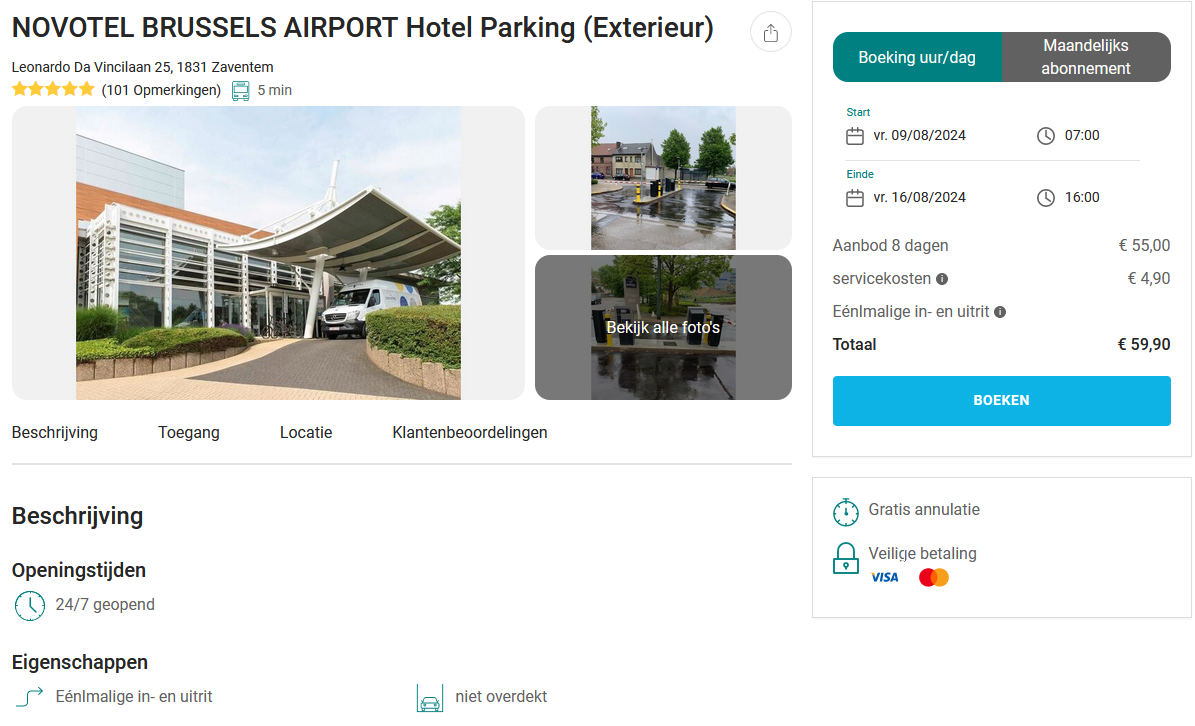 NOVOTEL BRUSSELS AIRPORT Hotel Parking (Exterieur)
Leonardo Da Vincilaan 25, 1831 Zaventem
(101 Opmerkingen) 5 min
Bekijk alle foto's
Beschrijving Toegang Locatie Klantenbeoordelingen
Beschrijving
Openingstijden
24/7 geopend
Eigenschappen
Eénlmalige in- en uitrit niet overdekt
Boeking uur/dag
Maandelijks
abonnement
Start
vr. 09/08/2024 07:00
Einde
vr. 16/08/2024 16:00
Aanbod 8 dagen € 55,00
servicekosten € 4,90
Eénlmalige in- en uitrit
Totaal € 59,90
BOEKEN
Gratis annulatie
Veilige betaling
VISA